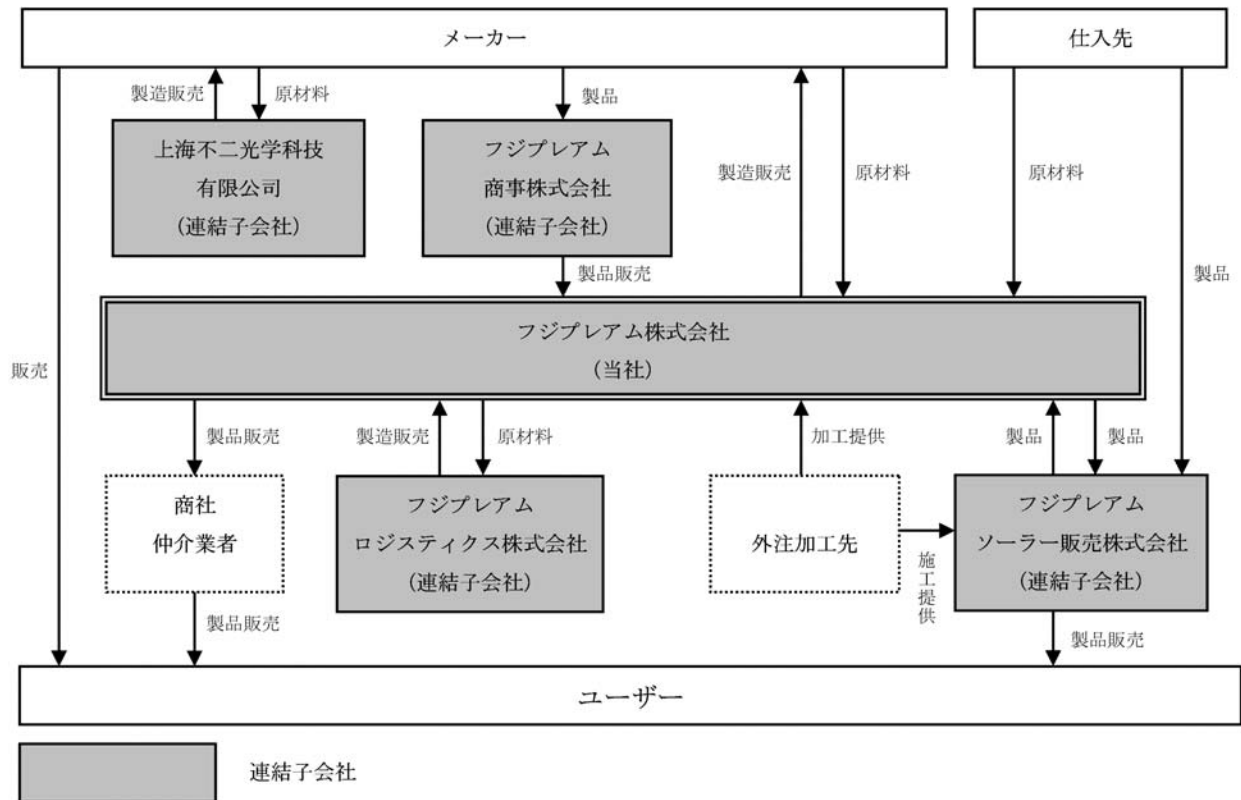 メーカー
仕入先
製造販売
原材料
製品
上海不二光学科技
有限公司
(連結子会社)
フジプレアム
商事株式会社
(連結子会社)
製造販売
原材料
原材料
製品
製品販売
フジプレアム株式会社
(当社)
販売
製品販売
製造販売
原材料
加工提供
製品
製品
商社
仲介業者
フジプレアム
ロジスティクス株式会社
(連結子会社)
外注加工先
施工提供
フジプレアム
ソーラー販売株式会社
(連結子会社)
製品販売
製品販売
ユーザー
連結子会社